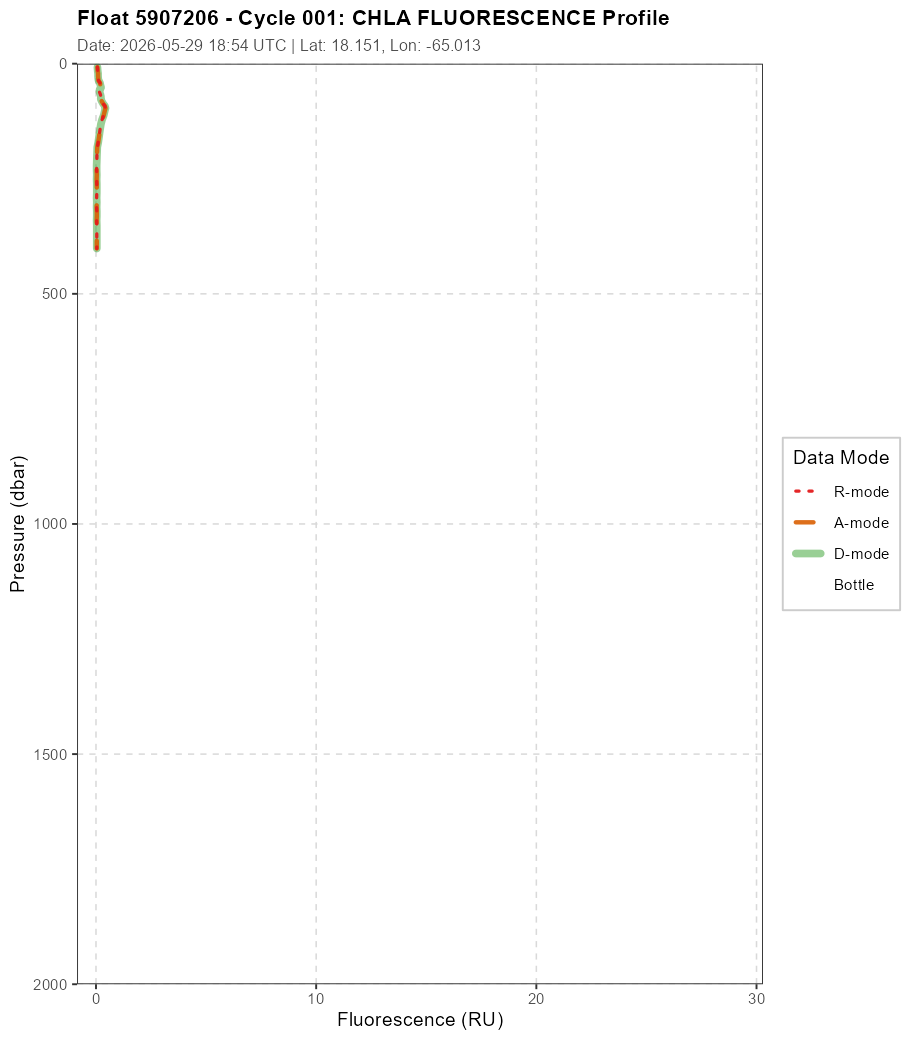 Float 5907206 - Cycle 001: CHLA FLUORESCENCE Profile
Date: 2026-05-29 18:54 UTC | Lat: 18.151, Lon: -65.013
0
500
1000
1500
2000
Pressure (dbar)
0 10 20 30
Fluorescence (RU)
Data Mode
R-mode
A-mode
D-mode
Bottle